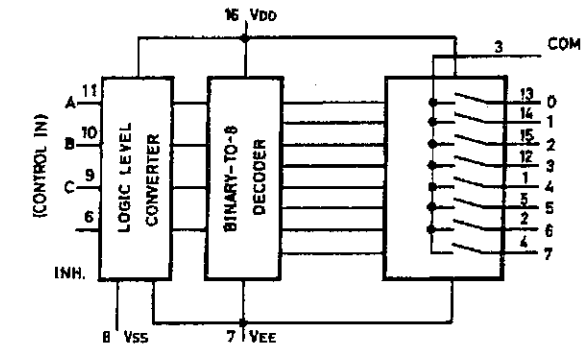 16 VDD
3 COM
(CONTROL IN)
A 11
B 10
C 9
6
INH.
LOGIC LEVEL
CONVERTER
BINARY-TO-8
DECODER
13 0
14 1
15 2
12 3
1 4
5 5
2 6
4 7
8 VSS
7 VEE